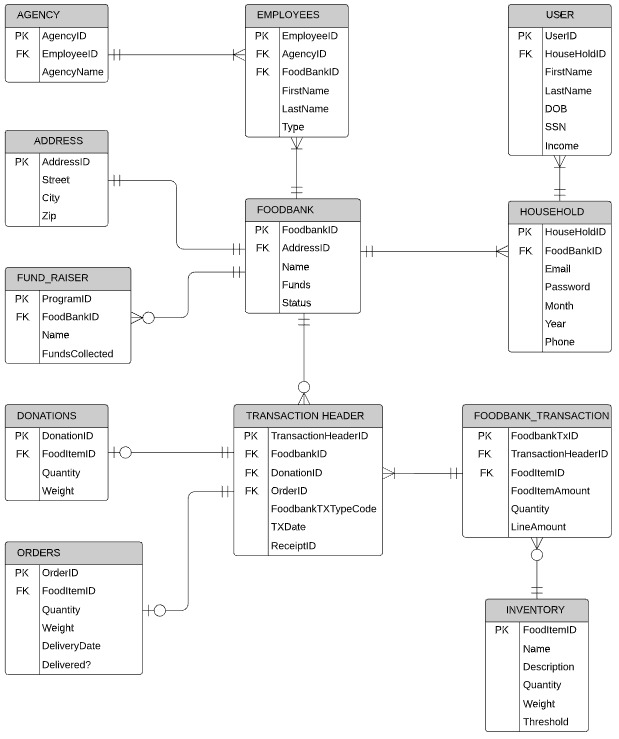 AGENCY
PK AgencyID
FK EmployeeID
AgencyName
EMPLOYEES
PK EmployeeID
FK AgencyID
FK FoodBankID
FirstName
LastName
Type
USER
PK UserID
FK HouseHoldID
FirstName
LastName
DOB
SSN
Income
ADDRESS
PK AddressID
Street
City
Zip
FOODBANK
PK FoodbankID
FK AddressID
Name
Funds
Status
HOUSEHOLD
PK HouseHoldID
FK FoodBankID
Email
Password
Month
Year
Phone
FUND_RAISER
PK ProgramID
FK FoodBankID
Name
FundsCollected
DONATIONS
PK DonationID
FK FoodItemID
Quantity
Weight
TRANSACTION HEADER
PK TransactionHeaderID
FK FoodbankID
FK DonationID
FK OrderID
FoodbankTXTypeCode
TXDate
ReceiptID
FOODBANK_TRANSACTION
PK FoodbankTxID
FK TransactionHeaderID
FK FoodItemID
FoodItemAmount
Quantity
LineAmount
ORDERS
PK OrderID
FK FoodItemID
Quantity
Weight
DeliveryDate
Delivered?
INVENTORY
PK FoodItemID
Name
Description
Quantity
Weight
Threshold